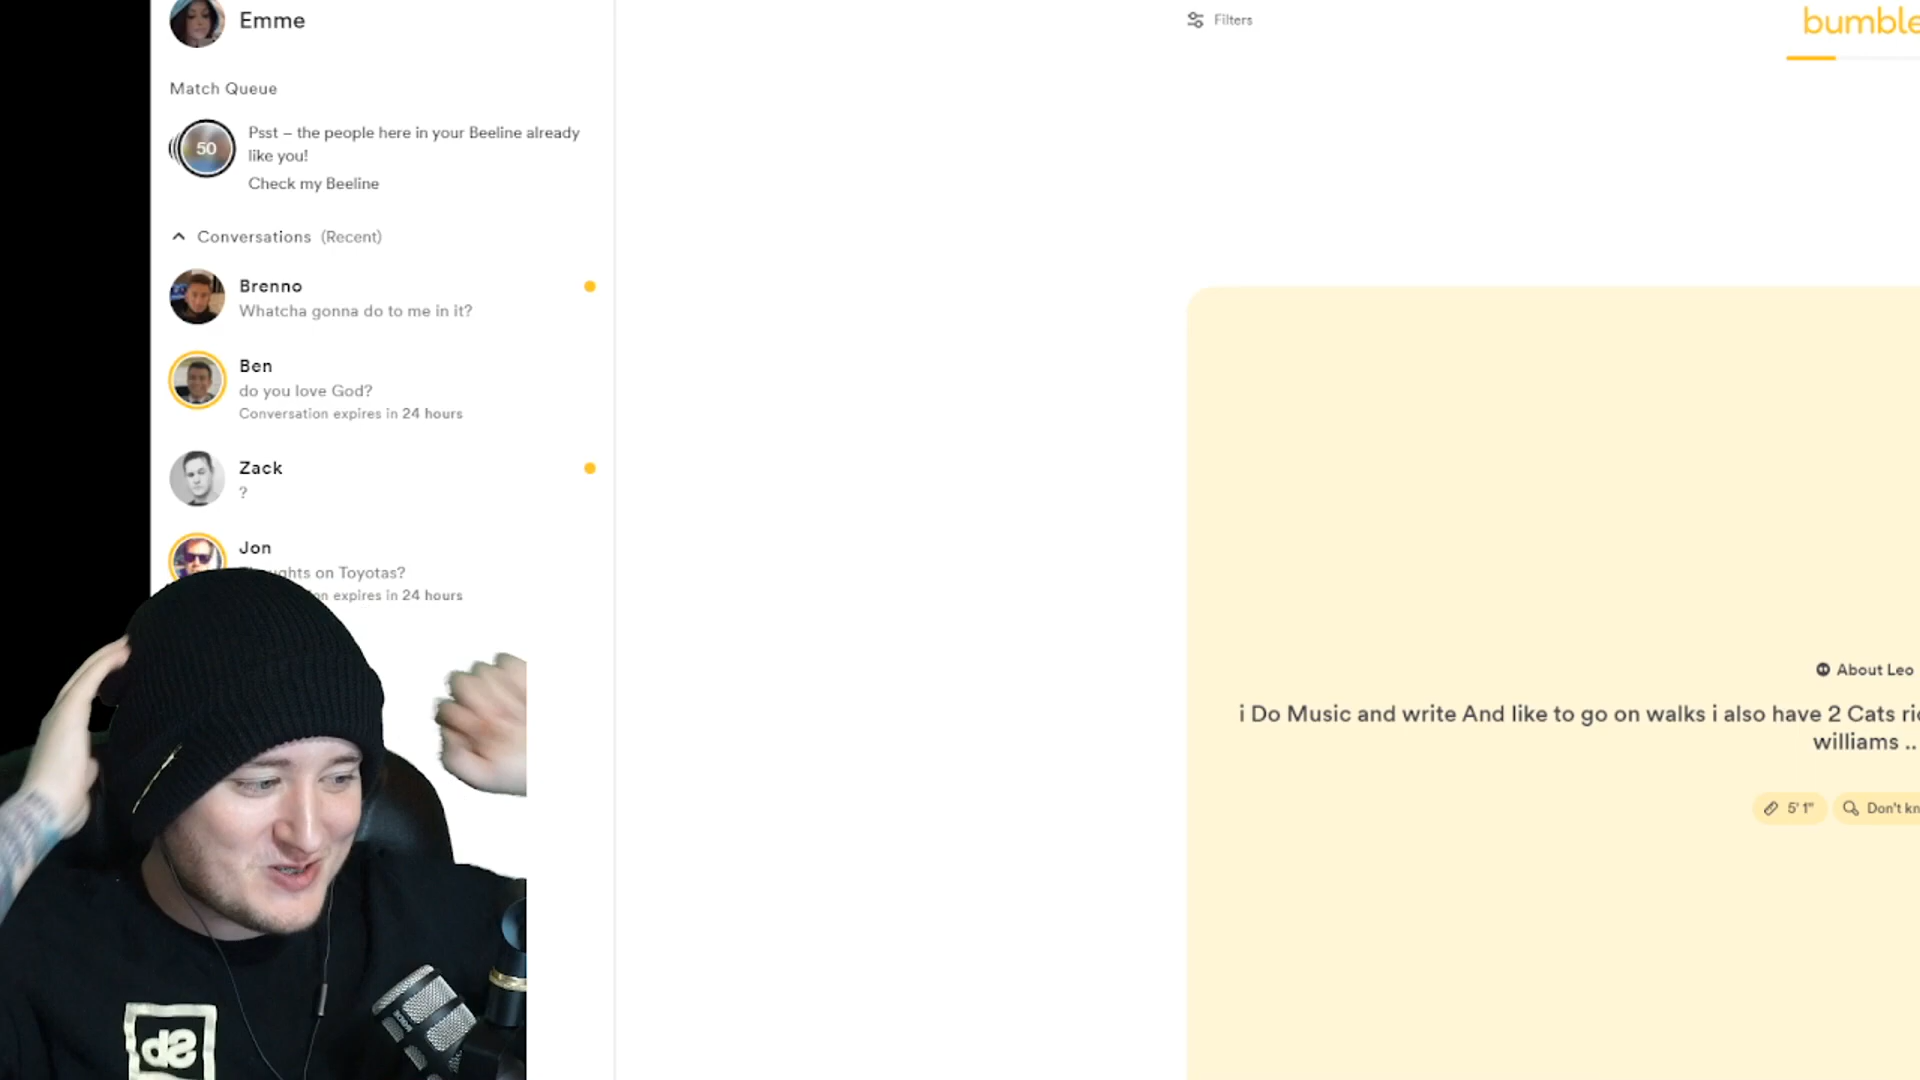 Emme
Filters
bumble
Match Queue
Psst – the people here in your Beeline already
like you!
50
Check my Beeline
Conversations (Recent)
Brenno
Whatcha gonna do to me in it?
Ben
do you love God?
Conversation expires in 24 hours
Zack
?
Jon
on Toyotas?
expires in 24 hours
About Leo
i Do Music and write And like to go on walks i also have 2 Cats
williams ..
5' 1"
Don't